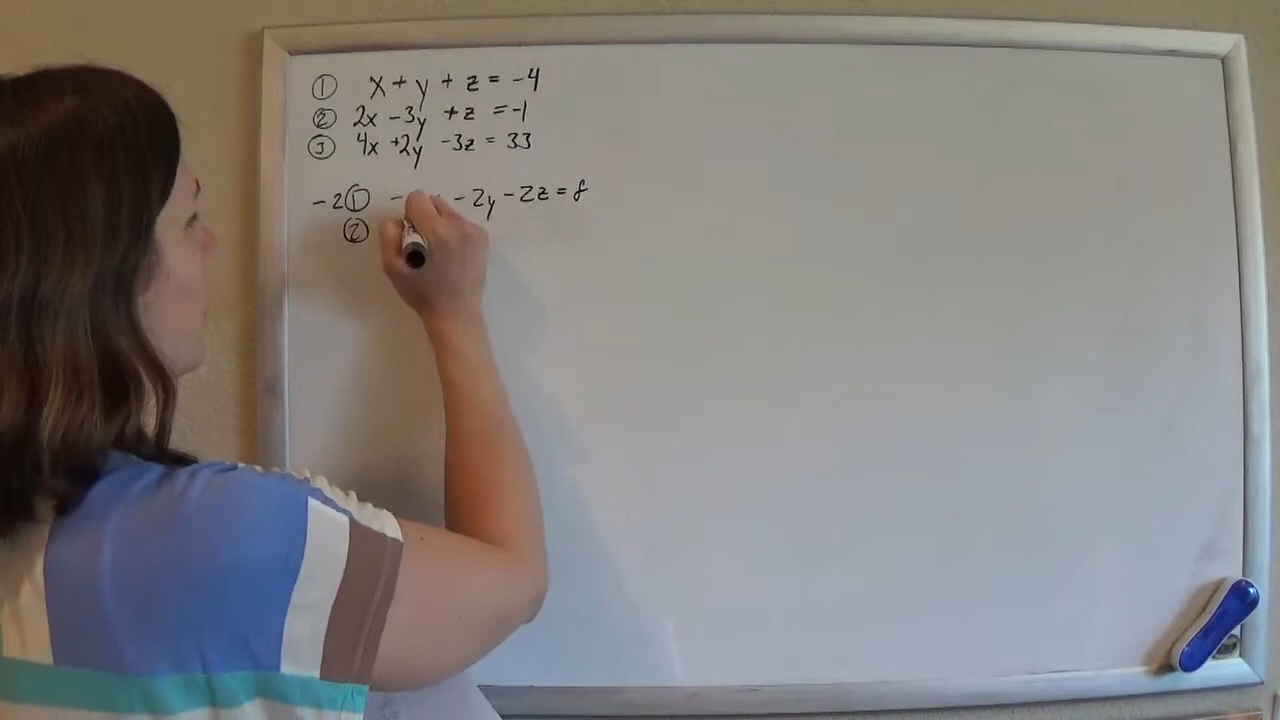 ① x + y + z = -4
② 2x - 3y + z = -1
③ 4x + 2y - 3z = 33
-2① - - 2y - 2z = 8
②